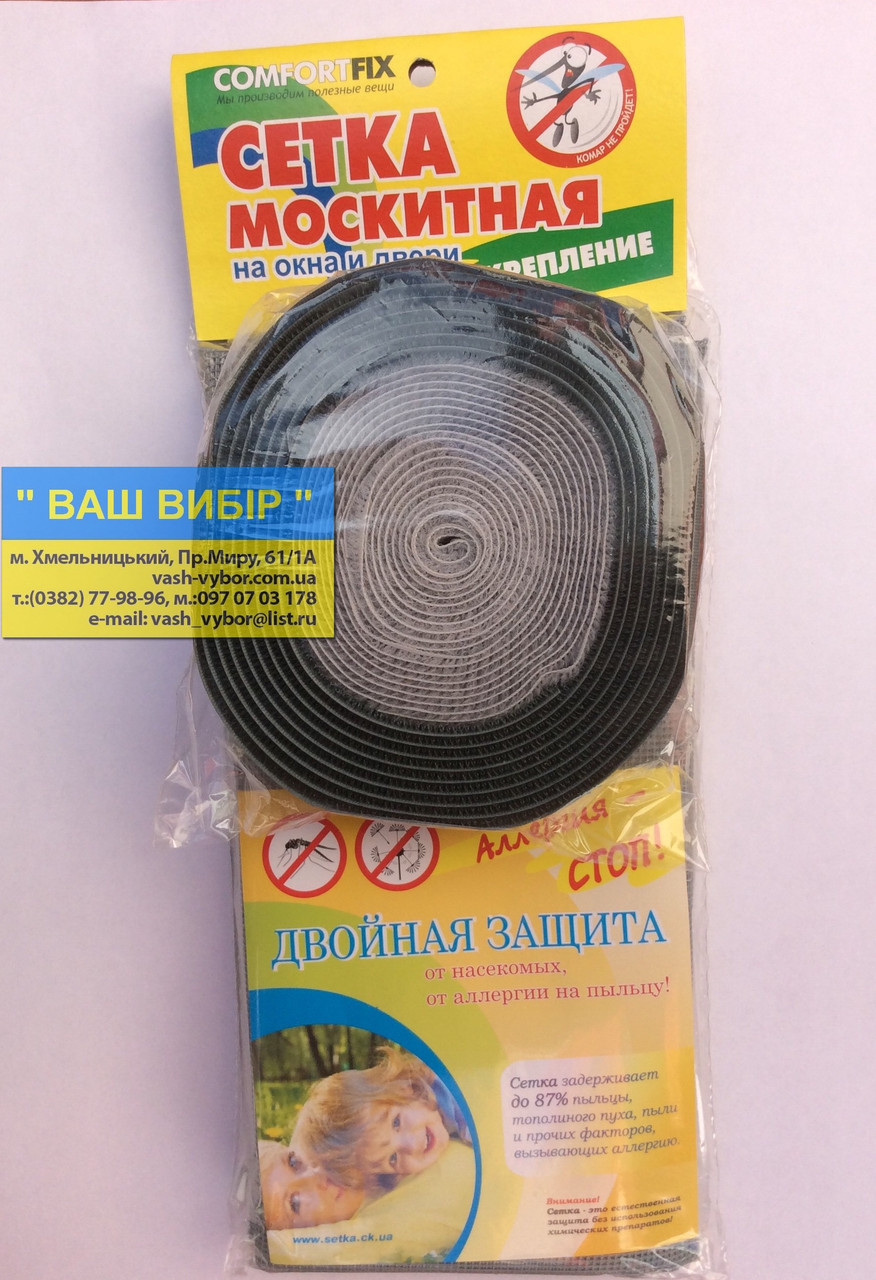 COMFORTFIX
Мы производим полезные вещи
КОМАР НЕ ПРОЙДЕТ!
СЕТКА
МОСКИТНАЯ
на окна и двери
" ВАШ ВИБІР "
м. Хмельницький, Пр.Миру, 61/1А
vash-vybor.com.ua
т.:(0382) 77-98-96, м.:097 07 03 178
e-mail: vash_vybor@list.ru
Аллергия –
СТОП!
ДВОЙНАЯ ЗАЩИТА
от насекомых,
от аллергии на пыльцу!
Сетка задерживает
до 87% пыльцы,
тополиного пуха, пыли
и прочих факторов,
вызывающих аллергию.
Внимание!
Сетка - это естественная
защита без использования
химических препаратов!
www.setka.ck.ua